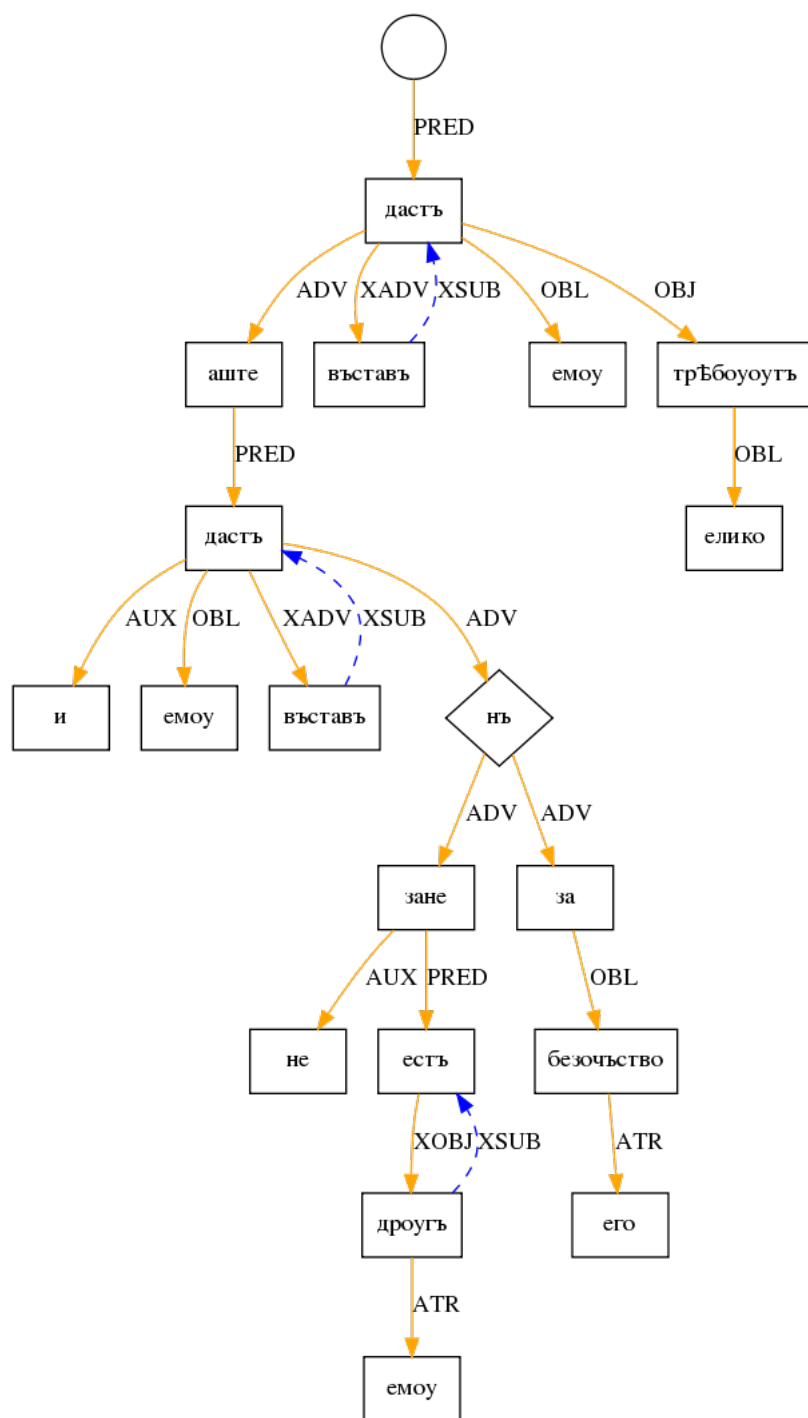 PRED
дастъ
ADV XADV XSUB OBL OBJ
аште въставъ емоу трѣбоуоутъ
PRED OBL
дастъ елико
AUX OBL XADV XSUB ADV
и емоу въставъ нъ
ADV ADV
зане за
AUX PRED OBL
не естъ безочъство
XOBJ XSUB ATR
дроугъ его
ATR
емоу